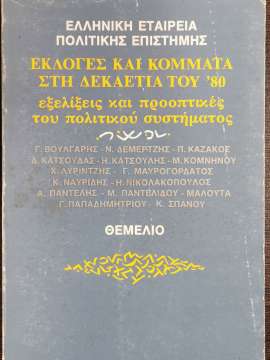 ΕΛΛΗΝΙΚΗ ΕΤΑΙΡΕΙΑ
ΠΟΛΙΤΙΚΗΣ ΕΠΙΣΤΗΜΗΣ
ΕΚΛΟΓΕΣ ΚΑΙ ΚΟΜΜΑΤΑ
ΣΤΗ ΔΕΚΑΕΤΙΑ ΤΟΥ '80
εξελίξεις και προοπτικές
του πολιτικού συστήματος
Γ. ΒΟΥΛΓΑΡΗΣ - Ν. ΔΕΜΕΡΤΖΗΣ - Π. ΚΑΖΑΚΟΣ
Δ. ΚΑΤΣΟΥΔΑΣ - Η. ΚΑΤΣΟΥΛΗΣ - Μ. ΚΟΜΝΗΝΟΥ
Χ. ΛΥΡΙΝΤΖΗΣ - Γ. ΜΑΥΡΟΓΟΡΔΑΤΟΣ
Κ. ΝΑΥΡΙΔΗΣ - Η. ΝΙΚΟΛΑΚΟΠΟΥΛΟΣ
Α. ΠΑΝΤΕΛΗΣ - Μ. ΠΑΝΤΕΛΙΔΟΥ - ΜΑΛΟΥΤΑ
Γ. ΠΑΠΑΔΗΜΗΤΡΙΟΥ - Κ. ΣΠΑΝΟΥ
ΘΕΜΕΛΙΟ